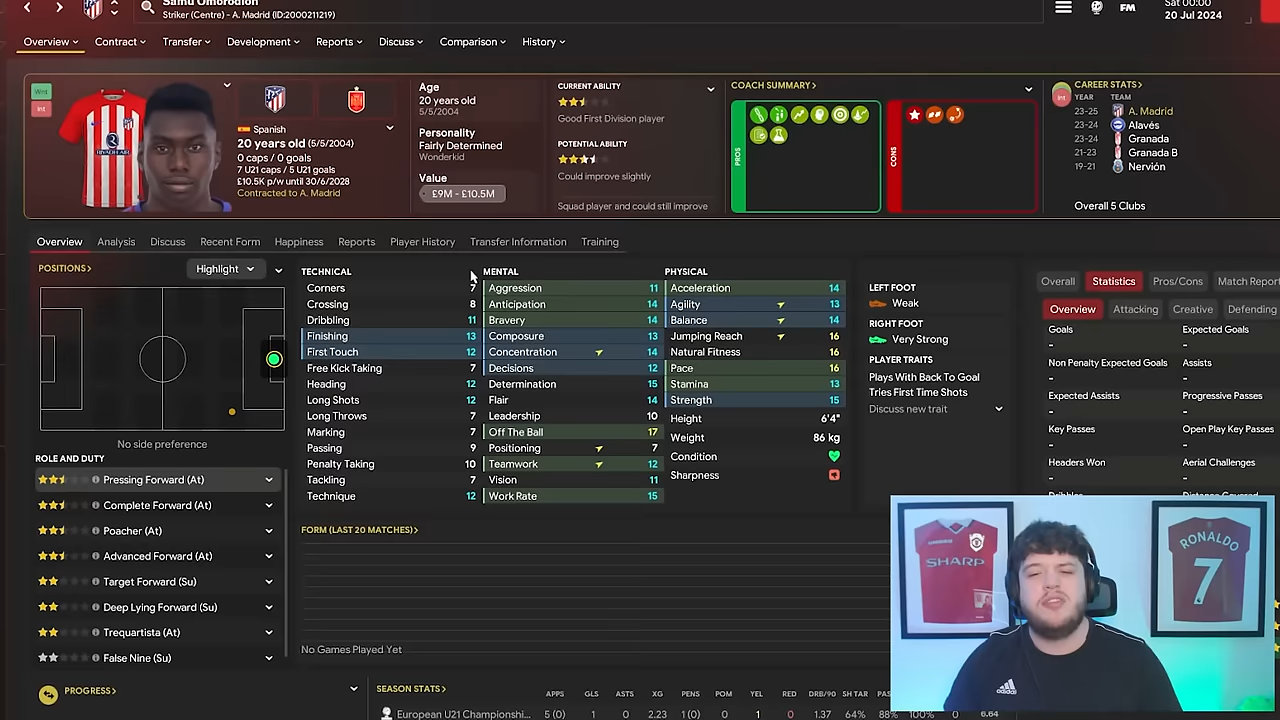 Samu Omorodion
Striker (Centre) - A. Madrid (ID:2000211219)
FM
Sat 00:00
20 Jul 2024
Overview
Contract
Transfer
Development
Reports
Discuss
Comparison
History
Wnt
Int
Spanish
20 years old (5/5/2004)
0 caps / 0 goals
7 U21 caps / 5 U21 goals
£10.5K p/w until 30/6/2028
Contracted to A. Madrid
Age
20 years old
5/5/2004
Personality
Fairly Determined
Wonderkid
Value
£9M - £10.5M
CURRENT ABILITY
Good First Division player
POTENTIAL ABILITY
Could improve slightly
Squad player and could still improve
COACH SUMMARY>
PROS
CONS
Int
CAREER STATS>
YEAR TEAM
23-25 A. Madrid
23-24 Alavés
23-24 Granada
21-23 Granada B
19-21 Nervión
Overall 5 Clubs
Overview
Analysis
Discuss
Recent Form
Happiness
Reports
Player History
Transfer Information
Training
POSITIONS>
Highlight
No side preference
ROLE AND DUTY
Pressing Forward (At)
Complete Forward (At)
Poacher (At)
Advanced Forward (At)
Target Forward (Su)
Deep Lying Forward (Su)
Trequartista (At)
False Nine (Su)
TECHNICAL
Corners 7
Crossing 8
Dribbling 11
Finishing 13
First Touch 12
Free Kick Taking 7
Heading 12
Long Shots 12
Long Throws 7
Marking 7
Passing 9
Penalty Taking 10
Tackling 7
Technique 12
MENTAL
Aggression 11
Anticipation 14
Bravery 14
Composure 13
Concentration 14
Decisions 12
Determination 15
Flair 14
Leadership 10
Off The Ball 17
Positioning 7
Teamwork 12
Vision 11
Work Rate 15
PHYSICAL
Acceleration 14
Agility 13
Balance 14
Jumping Reach 16
Natural Fitness 16
Pace 16
Stamina 13
Strength 15
Height 6'4"
Weight 86 kg
Condition
Sharpness
LEFT FOOT
Weak
RIGHT FOOT
Very Strong
PLAYER TRAITS
Plays With Back To Goal
Tries First Time Shots
Discuss new trait
Overall
Statistics
Pros/Cons
Match Report
Overview
Attacking
Creative
Defending
Goals Expected Goals
- -
Non Penalty Expected Goals Assists
- -
Expected Assists Progressive Passes
- -
Key Passes Open Play Key Passes
- -
Headers Won Aerial Challenges
- -
FORM (LAST 20 MATCHES)>
No Games Played Yet
PROGRESS>
SEASON STATS>
APPS GLS ASTS XG PENS POM YEL RED DRB/90 SH TAR
European U21 Championshi... 5 (0) 1 0 2.23 1 (0) 0 1 0 1.37 64% 88% 100% 0 6.64
SHARP
RONALDO
7
adidas